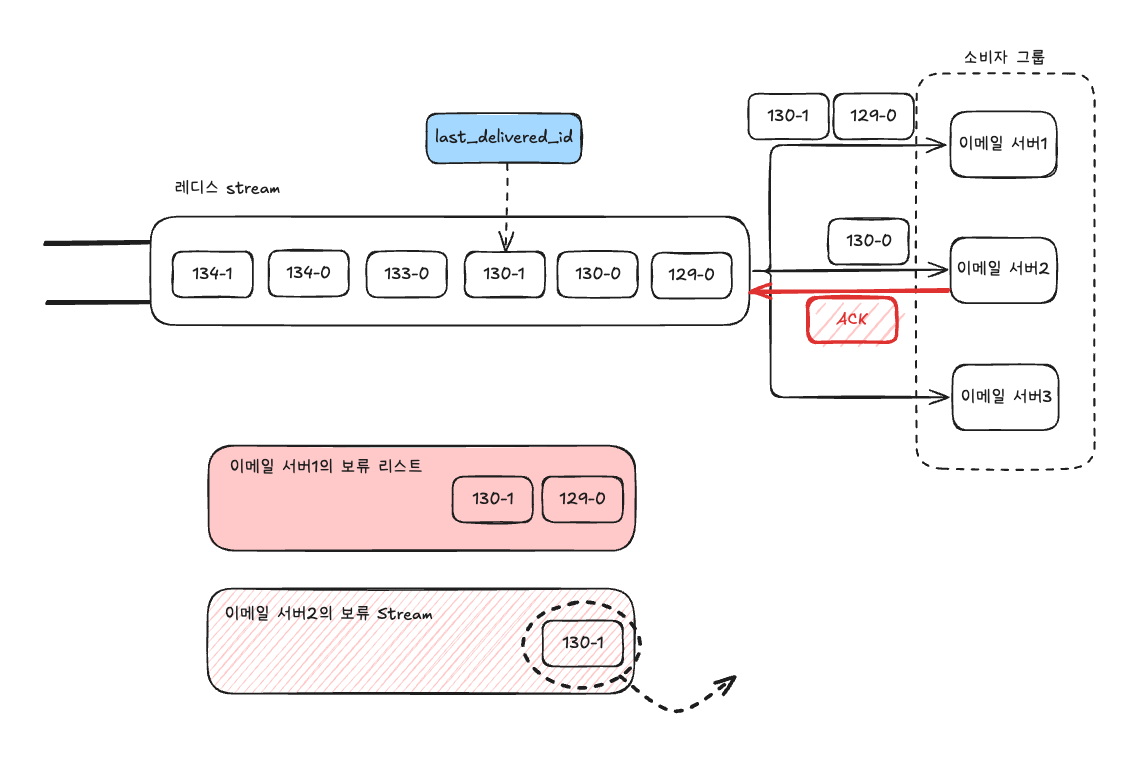 소비자 그룹
130-1
129-0
last_delivered_id
이메일 서버1
레디스 stream
130-0
134-1
134-0
133-0
130-1
130-0
129-0
이메일 서버2
ACK
이메일 서버3
이메일 서버1의 보류 리스트
130-1
129-0
이메일 서버2의 보류 Stream
130-1